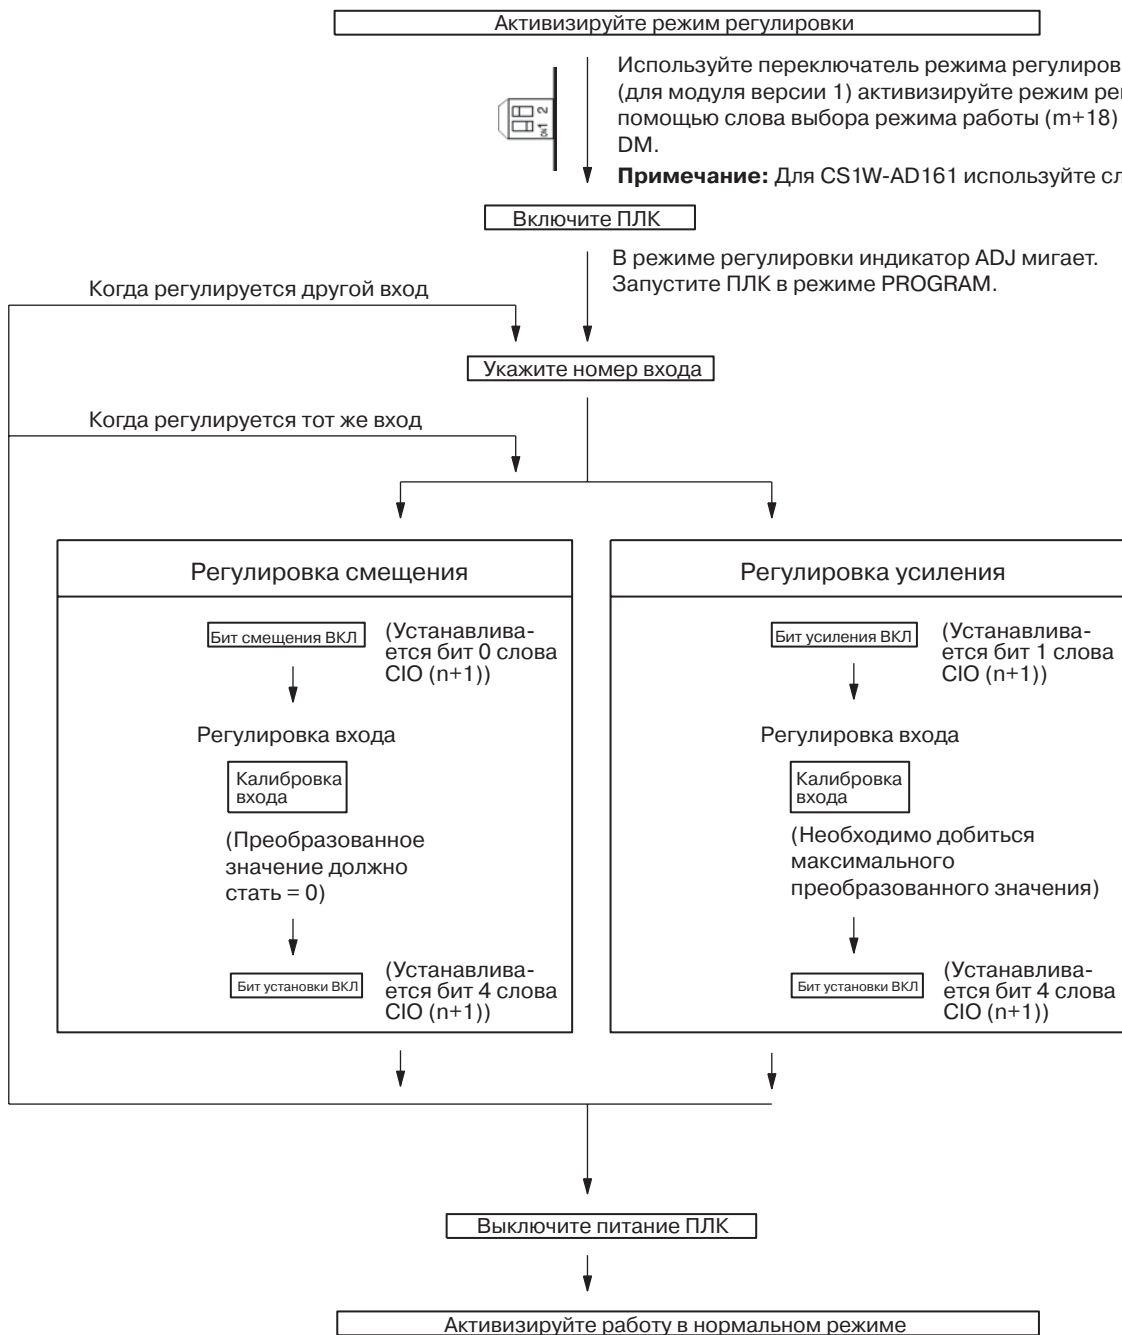 Активизируйте режим регулировки
Используйте переключатель режима
(для модуля версии 1) активизируйте режим
помощью слова выбора режима работы (m+18)
DM.
Примечание: Для CS1W-AD161 используйте
ON 1 2
Включите ПЛК
В режиме регулировки индикатор ADJ мигает.
Запустите ПЛК в режиме PROGRAM.
Когда регулируется другой вход
Укажите номер входа
Когда регулируется тот же вход
Регулировка смещения
Бит смещения ВКЛ
(Устанавлива-
ется бит 0 слова
CIO (n+1))
Регулировка входа
Калибровка
входа
(Преобразованное
значение должно
стать = 0)
Бит установки ВКЛ
(Устанавлива-
ется бит 4 слова
CIO (n+1))
Регулировка усиления
Бит усиления ВКЛ
(Устанавлива-
ется бит 1 слова
CIO (n+1))
Регулировка входа
Калибровка
входа
(Необходимо добиться
максимального
преобразованного значения)
Бит установки ВКЛ
(Устанавлива-
ется бит 4 слова
CIO (n+1))
Выключите питание ПЛК
Активизируйте работу в нормальном режиме